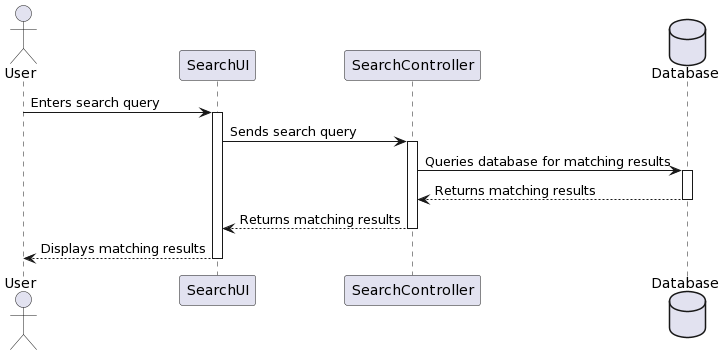 User
SearchUI
SearchController
Database
Enters search query
Sends search query
Queries database for matching results
Returns matching results
Returns matching results
Displays matching results
User
SearchUI
SearchController
Database